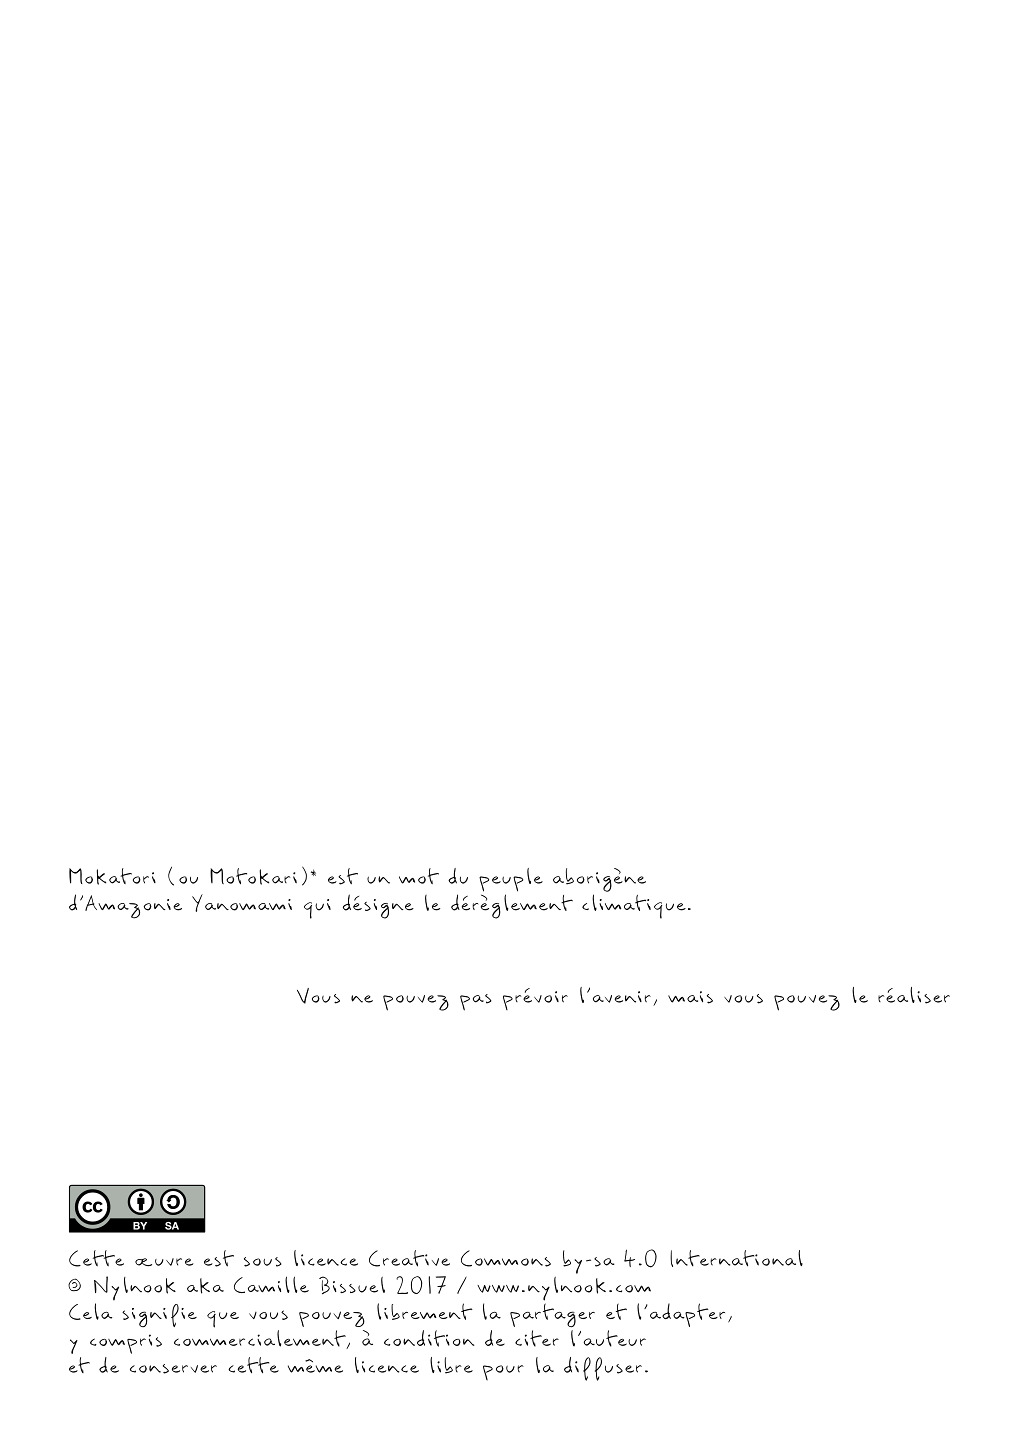 Mokatori (ou Motokari)* est un mot du peuple aborigène
d'Amazonie Yanomami qui désigne le dérèglement climatique.
Vous ne pouvez pas prévoir l'avenir, mais vous pouvez le réaliser
cc BY SA
Cette œuvre est sous licence Creative Commons by-sa 4.0 International
© Nylnook aka Camille Bissuel 2017 / www.nylnook.com
Cela signifie que vous pouvez librement la partager et l'adapter,
y compris commercialement, à condition de citer l'auteur
et de conserver cette même licence libre pour la diffuser.